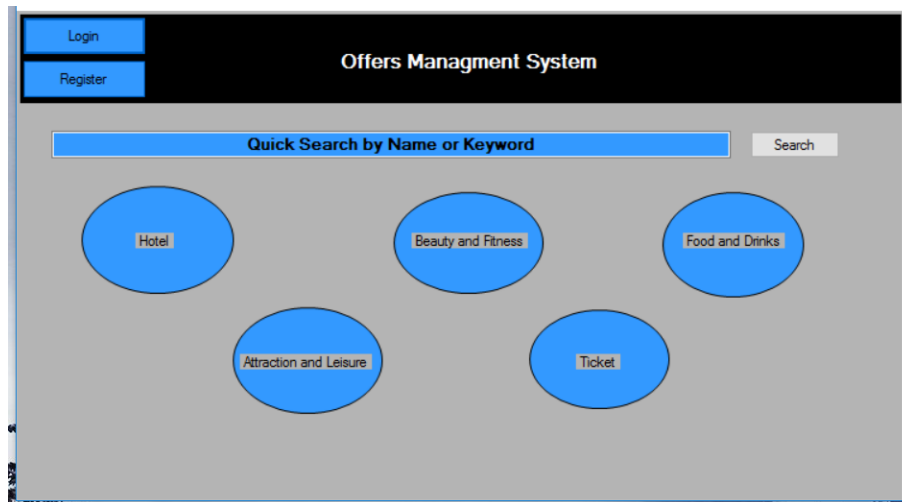 Login
Offers Managment System
Register
Quick Search by Name or Keyword
Search
Hotel
Beauty and Fitness
Food and Drinks
Attraction and Leisure
Ticket